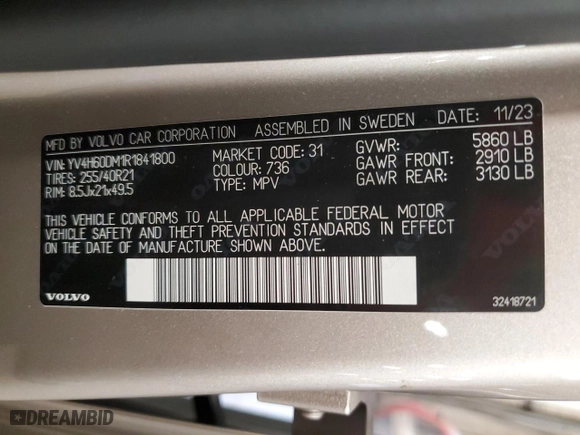 MFD BY VOLVO CAR CORPORATION ASSEMBLED IN SWEDEN DATE: 11/23
VIN: YV4H60DM1R1841800 MARKET CODE: 31 GVWR: 5860 LB
TIRES: 255/40R21 COLOUR: 736 GAWR FRONT: 2910 LB
RIM: 8.5Jx21x49.5 TYPE: MPV GAWR REAR: 3130 LB
THIS VEHICLE CONFORMS TO ALL APPLICABLE FEDERAL MOTOR
VEHICLE SAFETY AND THEFT PREVENTION STANDARDS IN EFFECT
ON THE DATE OF MANUFACTURE SHOWN ABOVE.
VOLVO 32418721
DREAMBID